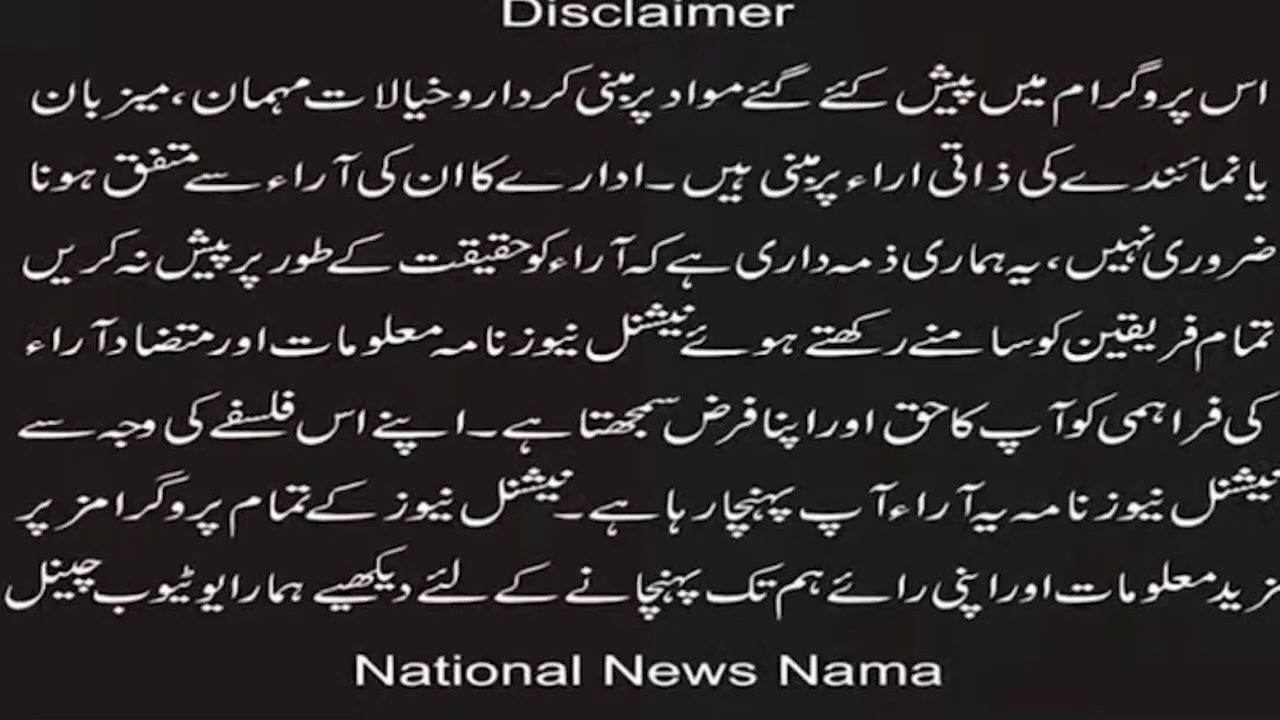 Disclaimer
اس پروگرام میں پیش کئے گئے مواد پر مبنی کردار و خیالات مہمان، میزبان
یا نمائندے کی ذاتی اراء پر مبنی ہیں۔ ادارے کا ان کی آراء سے متفق ہونا
ضروری نہیں، یہ ہماری ذمہ داری ہے کہ آراء کو حقیقت کے طور پر پیش نہ کریں
تمام فریقین کو سامنے رکھتے ہوئے نیشنل نیوز نامہ معلومات اور متضاد آراء
کی فراہمی کو آپ کا حق اور اپنا فرض سمجھتا ہے۔ اپنے اس فلسفے کی وجہ سے
نیشنل نیوز نامہ یہ آراء آپ پہنچا رہا ہے۔ نیشنل نیوز کے تمام پروگرامز پر
مزید معلومات اور اپنی رائے ہم تک پہنچانے کے لئے دیکھیے ہمارا یوٹیوب چینل
National News Nama